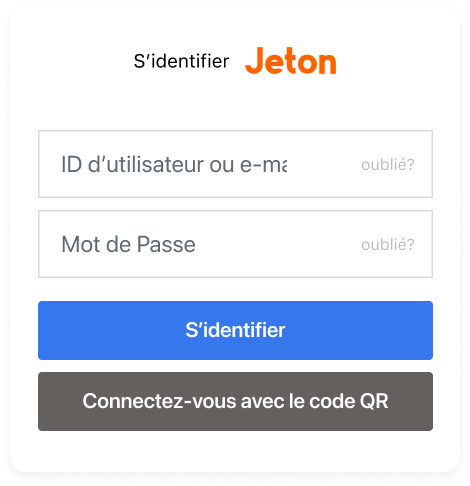 S’identifier Jeton
ID d’utilisateur ou e-ma
oublié?
Mot de Passe
oublié?
S’identifier
Connectez-vous avec le code QR